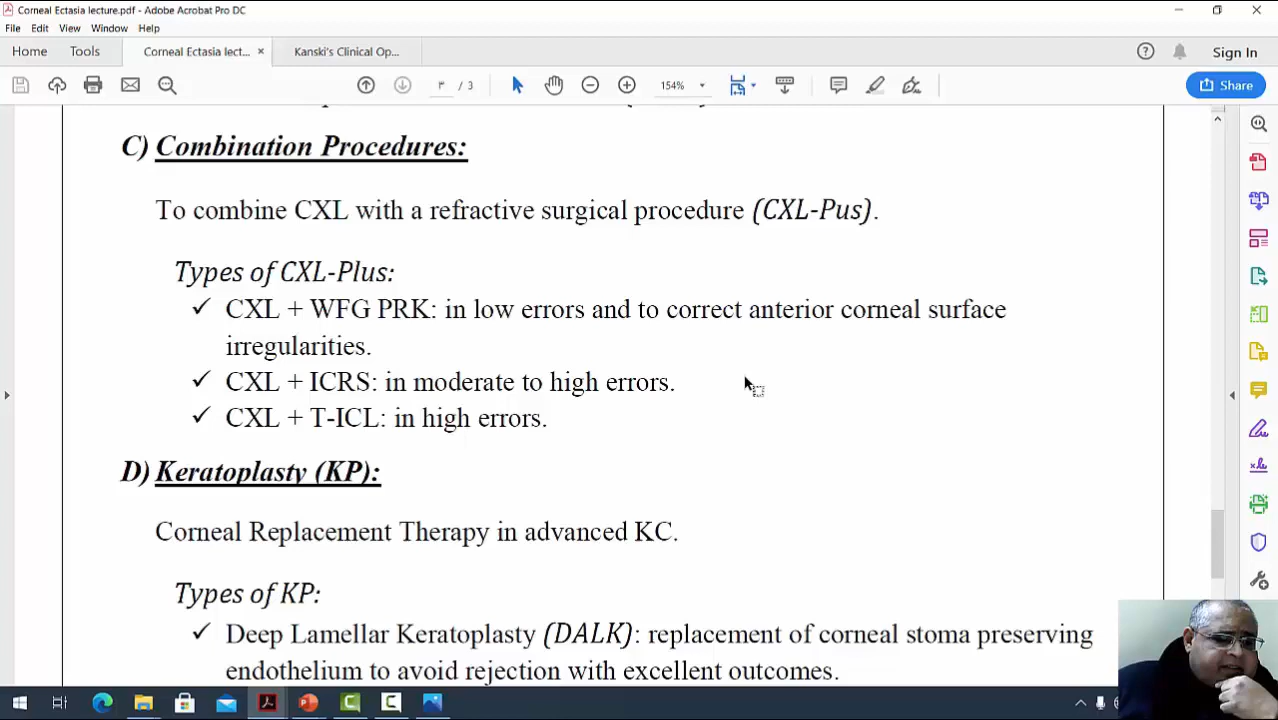 Corneal Ectasia lecture.pdf - Adobe Acrobat Pro DC
File Edit View Window Help
Home Tools Corneal Ectasia lect... × Kanski's Clinical Op... Sign In
٣ / 3 154% Share
C) Combination Procedures:
To combine CXL with a refractive surgical procedure (CXL-Pus).
Types of CXL-Plus:
✓ CXL + WFG PRK: in low errors and to correct anterior corneal surface
irregularities.
✓ CXL + ICRS: in moderate to high errors.
✓ CXL + T-ICL: in high errors.
D) Keratoplasty (KP):
Corneal Replacement Therapy in advanced KC.
Types of KP:
✓ Deep Lamellar Keratoplasty (DALK): replacement of corneal stoma preserving
endothelium to avoid rejection with excellent outcomes.